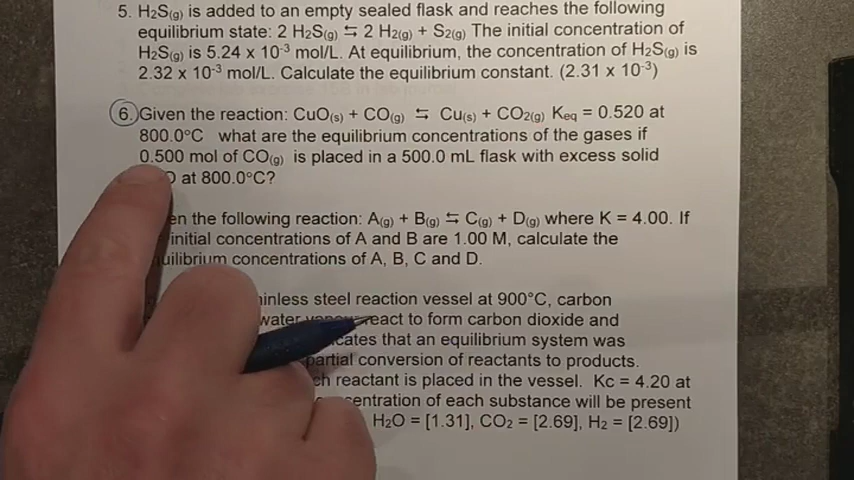 5. H₂S(g) is added to an empty sealed flask and reaches the following
equilibrium state: 2 H₂S(g) ⇆ 2 H₂(g) + S₂(g) The initial concentration of
H₂S(g) is 5.24 x 10⁻³ mol/L. At equilibrium, the concentration of H₂S(g) is
2.32 x 10⁻³ mol/L. Calculate the equilibrium constant. (2.31 x 10⁻³)
6. Given the reaction: CuO(s) + CO(g) ⇆ Cu(s) + CO₂(g) Keq = 0.520 at
800.0°C what are the equilibrium concentrations of the gases if
0.500 mol of CO(g) is placed in a 500.0 mL flask with excess solid
at 800.0°C?
the following reaction: A(g) + B(g) ⇆ C(g) + D(g) where K = 4.00. If
initial concentrations of A and B are 1.00 M, calculate the
concentrations of A, B, C and D.
steel reaction vessel at 900°C, carbon
water react to form carbon dioxide and
that an equilibrium system was
partial conversion of reactants to products.
reactant is placed in the vessel. Kc = 4.20 at
of each substance will be present
H₂O = [1.31], CO₂ = [2.69], H₂ = [2.69])